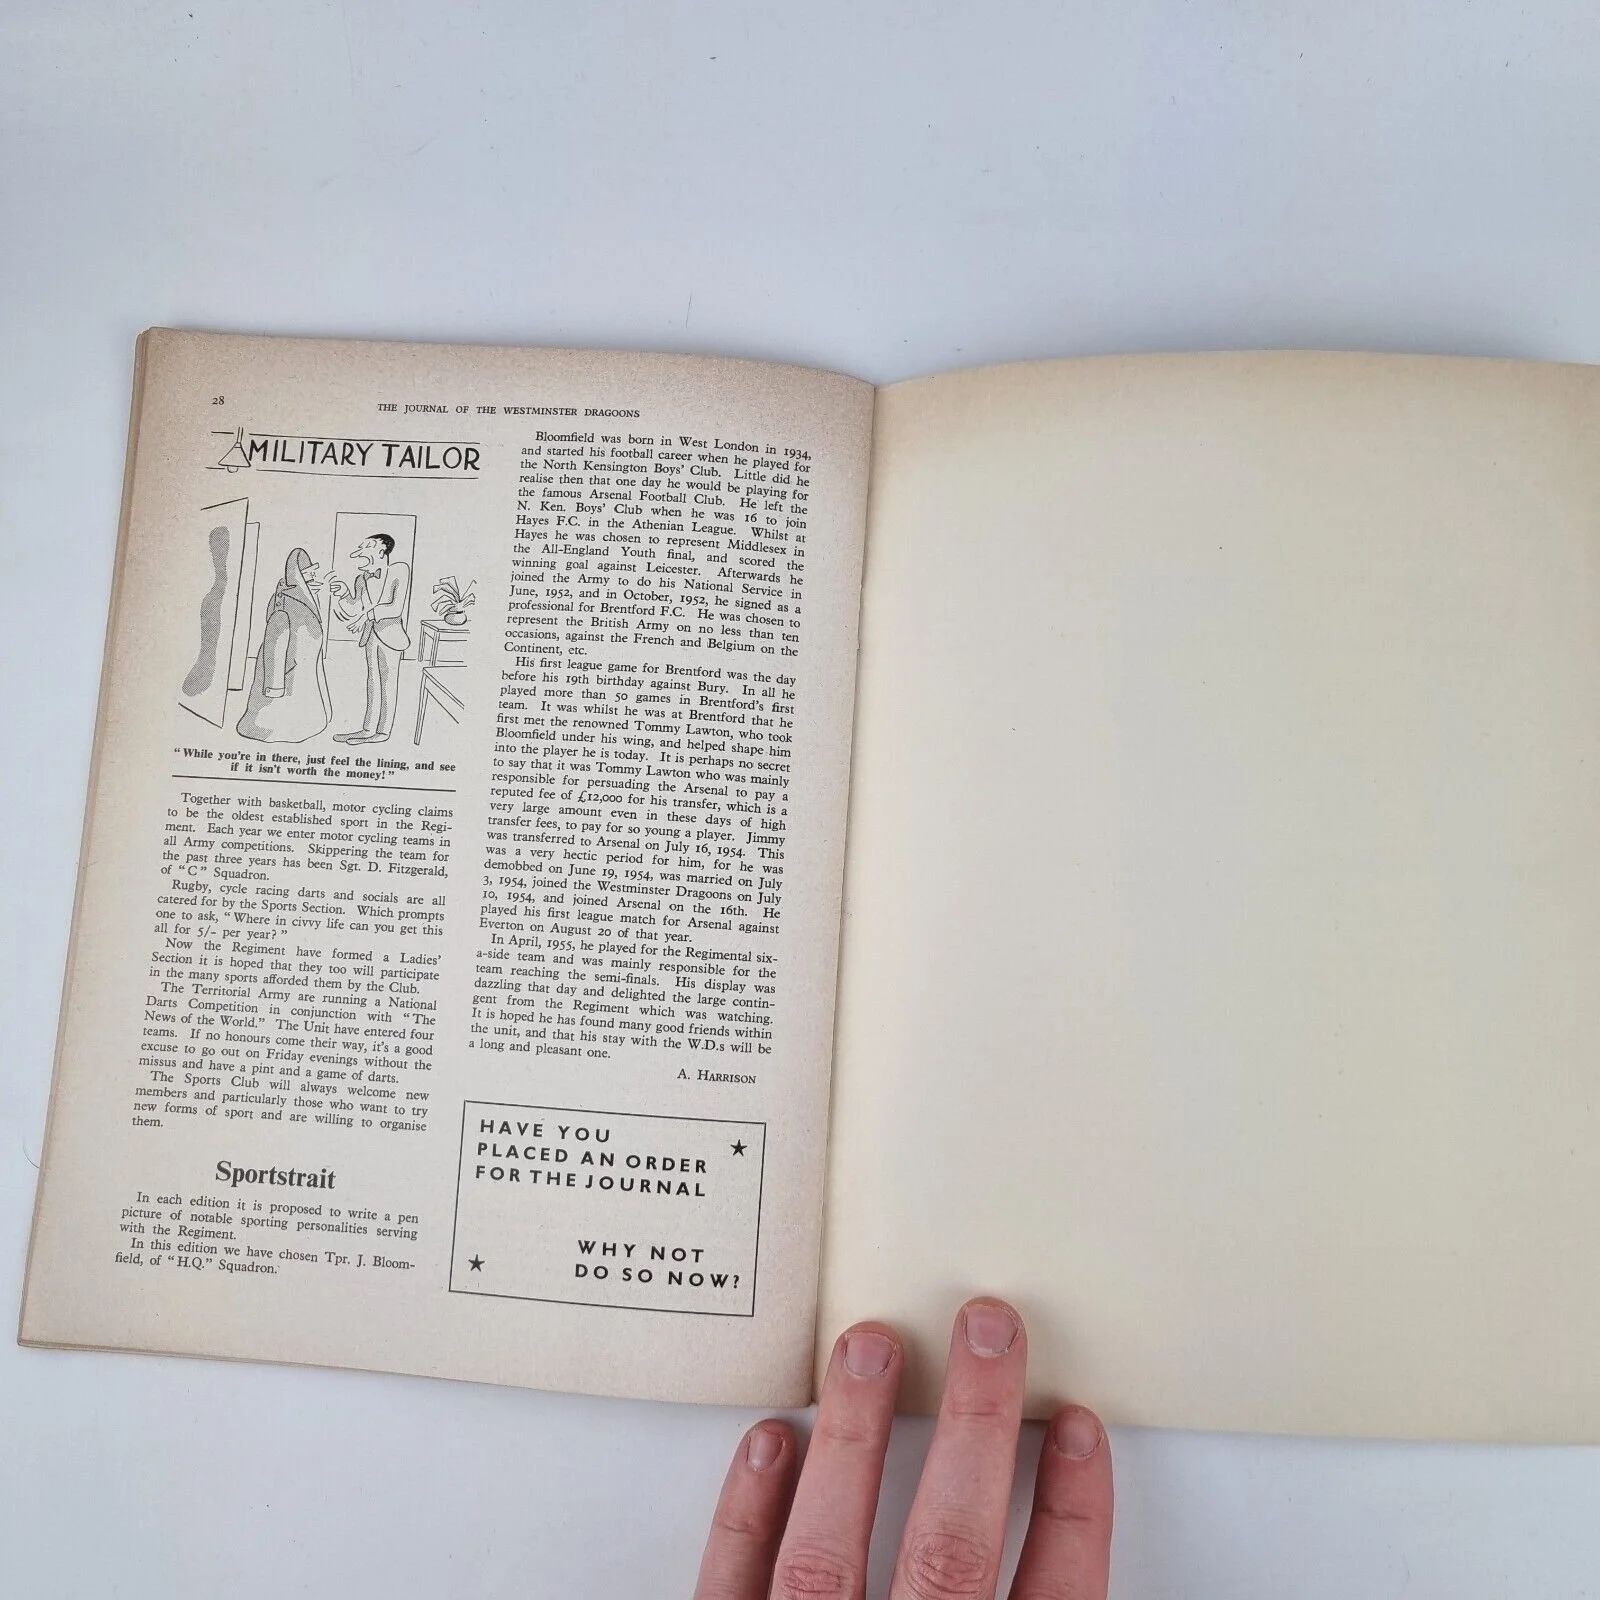 28
THE JOURNAL OF THE WESTMINSTER DRAGOONS
MILITARY TAILOR
"While you're in there, just feel the lining, and see
if it isn't worth the money!"
Together with basketball, motor cycling claims
to be the oldest established sport in the Regi-
ment. Each year we enter motor cycling teams in
all Army competitions. Skippering the team for
the past three years has been Sgt. D. Fitzgerald,
of "C" Squadron.
Rugby, cycle racing darts and socials are all
catered for by the Sports Section. Which prompts
one to ask, "Where in civvy life can you get this
all for 5/- per year?"
Now the Regiment have formed a Ladies'
Section it is hoped that they too will participate
in the many sports afforded them by the Club.
The Territorial Army are running a National
Darts Competition in conjunction with "The
News of the World." The Unit have entered four
teams. If no honours come their way, it's a good
excuse to go out on Friday evenings without the
missus and have a pint and a game of darts.
The Sports Club will always welcome new
members and particularly those who want to try
new forms of sport and are willing to organise
them.
Sportstrait
In each edition it is proposed to write a pen
picture of notable sporting personalities serving
with the Regiment.
In this edition we have chosen Tpr. J. Bloom-
field, of "H.Q." Squadron.
Bloomfield was born in West London in 1934,
and started his football career when he played for
the North Kensington Boys' Club. Little did he
realise then that one day he would be playing for
the famous Arsenal Football Club. He left the
N. Ken. Boys' Club when he was 16 to join
Hayes F.C. in the Athenian League. Whilst at
Hayes he was chosen to represent Middlesex in
the All-England Youth final, and scored the
winning goal against Leicester. Afterwards he
joined the Army to do his National Service in
June, 1952, and in October, 1952, he signed as a
professional for Brentford F.C. He was chosen to
represent the British Army on no less than ten
occasions, against the French and Belgium on the
Continent, etc.
His first league game for Brentford was the day
before his 19th birthday against Bury. In all he
played more than 50 games in Brentford's first
team. It was whilst he was at Brentford that he
first met the renowned Tommy Lawton, who took
Bloomfield under his wing, and helped shape him
into the player he is today. It is perhaps no secret
to say that it was Tommy Lawton who was mainly
responsible for persuading the Arsenal to pay a
reputed fee of £12,000 for his transfer, which is a
very large amount even in these days of high
transfer fees, to pay for so young a player. Jimmy
was transferred to Arsenal on July 16, 1954. This
was a very hectic period for him, for he was
demobbed on June 19, 1954, was married on July
3, 1954, joined the Westminster Dragoons on July
10, 1954, and joined Arsenal on the 16th. He
played his first league match for Arsenal against
Everton on August 20 of that year.
In April, 1955, he played for the Regimental six-
a-side team and was mainly responsible for the
team reaching the semi-finals. His display was
dazzling that day and delighted the large contin-
gent from the Regiment which was watching.
It is hoped he has found many good friends within
the unit, and that his stay with the W.D.s will be
a long and pleasant one.
A. HARRISON
HAVE YOU
PLACED AN ORDER
FOR THE JOURNAL
WHY NOT
DO SO NOW?